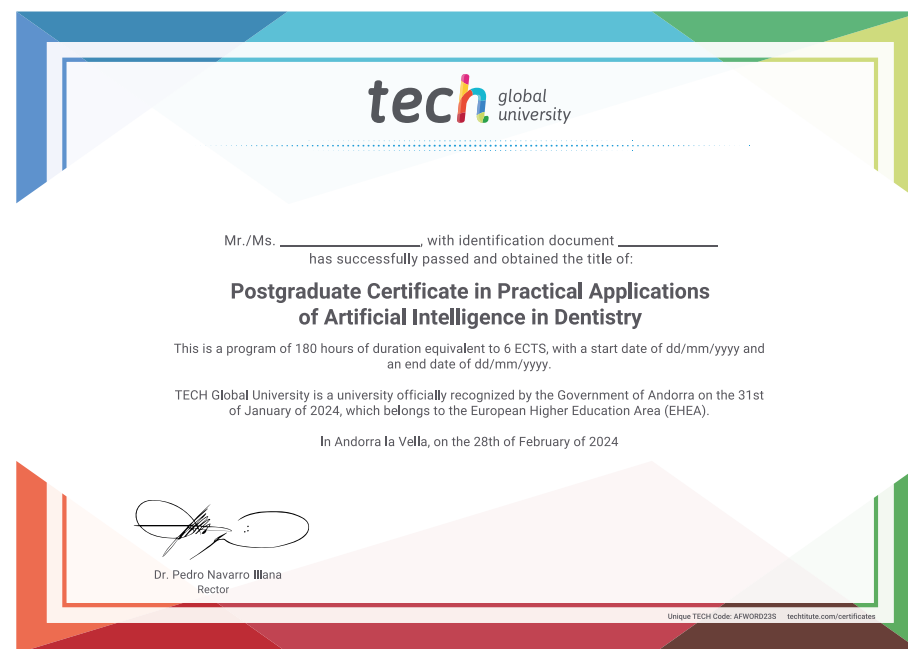 tech global university
Mr./Ms. ____________________, with identification document ______________
has successfully passed and obtained the title of:
Postgraduate Certificate in Practical Applications
of Artificial Intelligence in Dentistry
This is a program of 180 hours of duration equivalent to 6 ECTS, with a start date of dd/mm/yyyy and
an end date of dd/mm/yyyy.
TECH Global University is a university officially recognized by the Government of Andorra on the 31st
of January of 2024, which belongs to the European Higher Education Area (EHEA).
In Andorra la Vella, on the 28th of February of 2024
Dr. Pedro Navarro Illana
Rector
Unique TECH Code: AFWORD23S techtitute.com/certificates